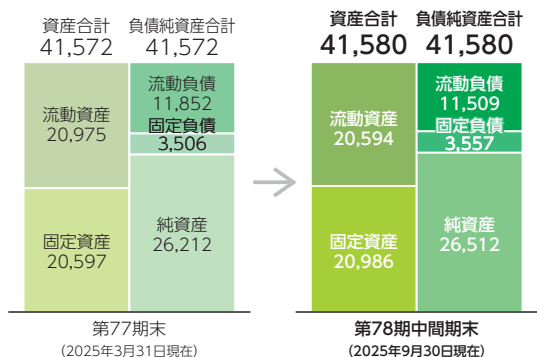 資産合計
41,572
負債純資産合計
41,572
流動資産
20,975
固定資産
20,597
流動負債
11,852
固定負債
3,506
純資産
26,212
第77期末
(2025年3月31日現在)
資産合計
41,580
負債純資産合計
41,580
流動資産
20,594
固定資産
20,986
流動負債
11,509
固定負債
3,557
純資産
26,512
第78期中間期末
(2025年9月30日現在)